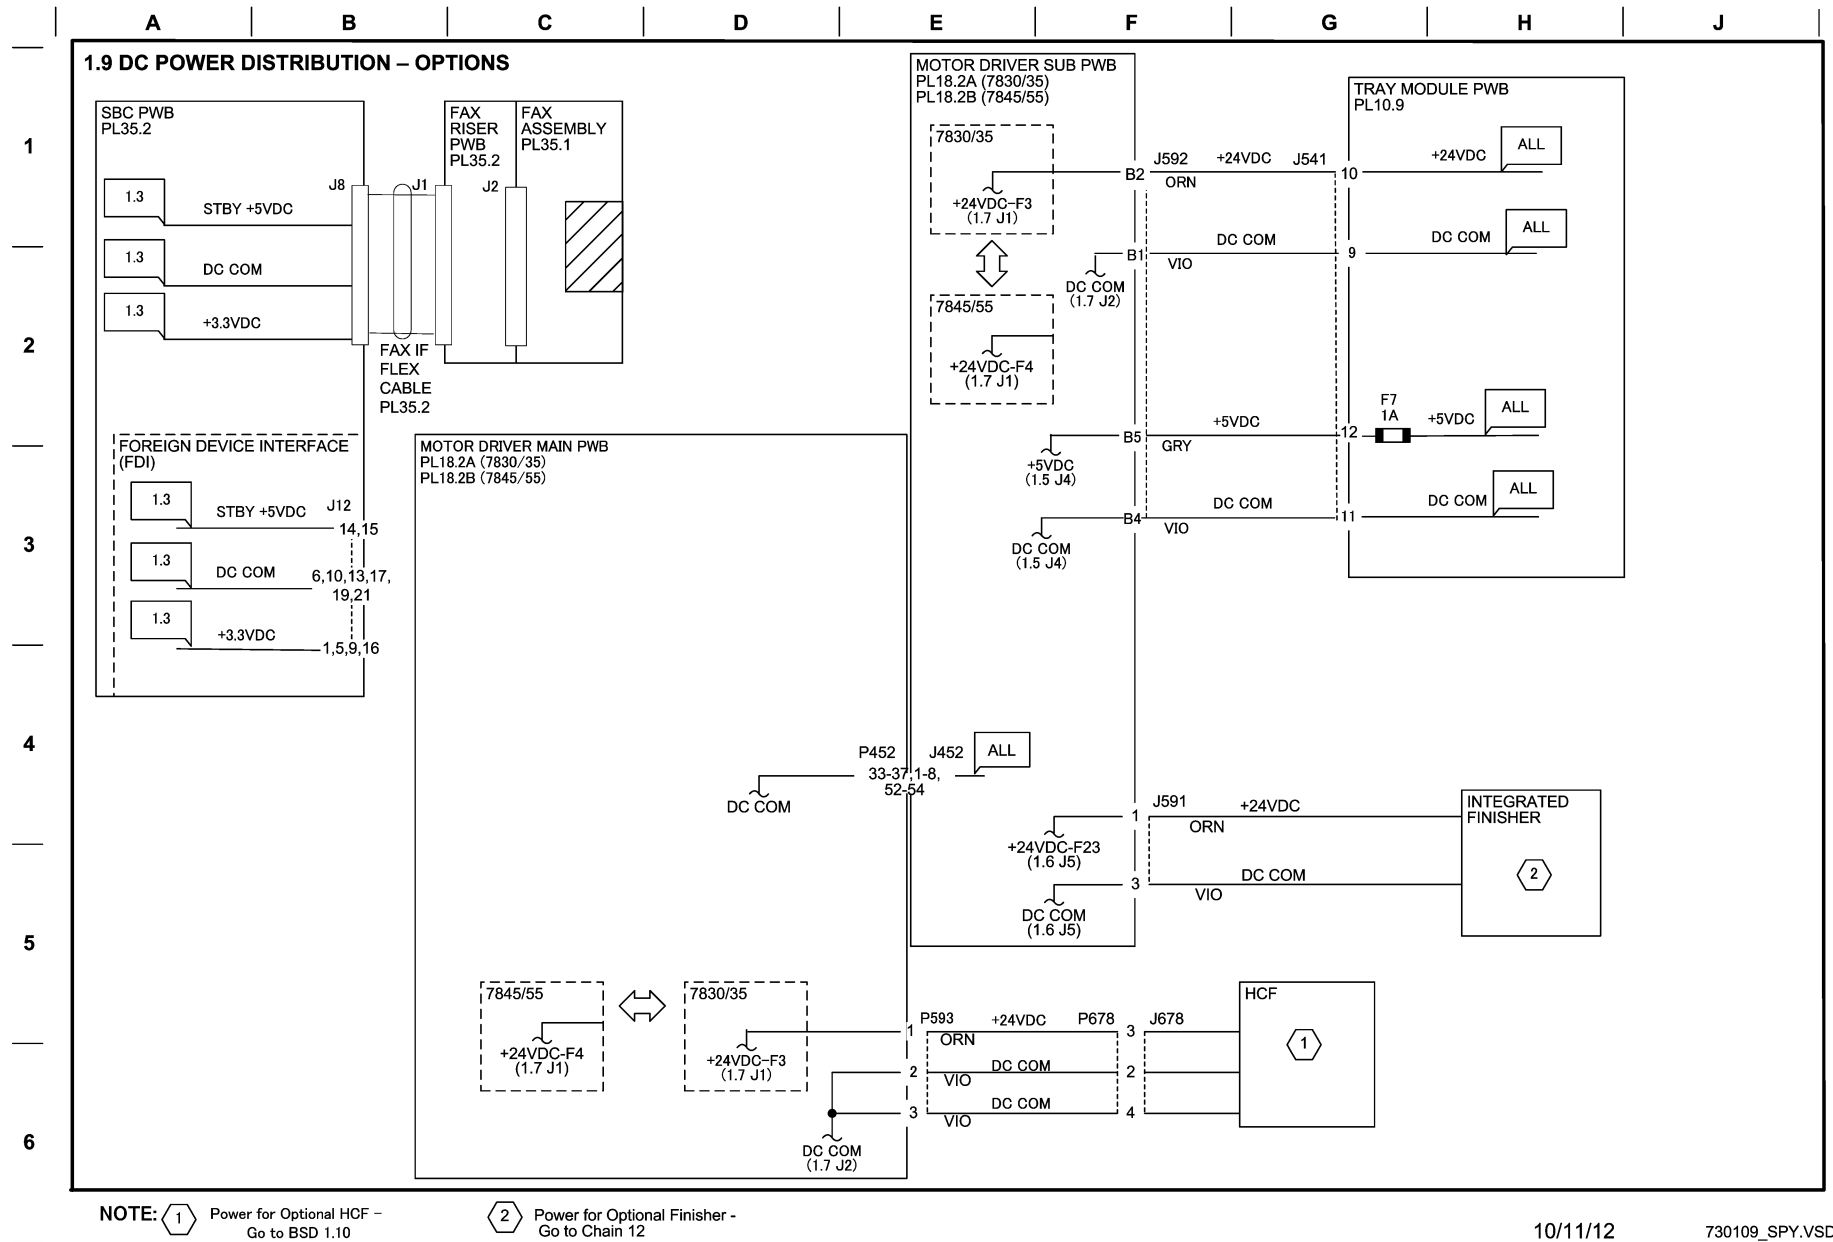 A B C D E F G H J
1.9 DC POWER DISTRIBUTION – OPTIONS
1
2
3
4
5
6
SBC PWB
PL35.2
1.3
STBY +5VDC
1.3
DC COM
1.3
+3.3VDC
J8
J1
FAX IF
FLEX
CABLE
PL35.2
FAX
RISER
PWB
PL35.2
J2
FAX
ASSEMBLY
PL35.1
FOREIGN DEVICE INTERFACE
(FDI)
1.3
STBY +5VDC
J12
14,15
1.3
DC COM
6,10,13,17,
19,21
1.3
+3.3VDC
1,5,9,16
MOTOR DRIVER MAIN PWB
PL18.2A (7830/35)
PL18.2B (7845/55)
DC COM
P452
J452
33-37,1-8,
52-54
ALL
7845/55
+24VDC-F4
(1.7 J1)
7830/35
+24VDC-F3
(1.7 J1)
DC COM
(1.7 J2)
1
2
3
P593
+24VDC
ORN
DC COM
VIO
DC COM
VIO
P678
3
2
4
J678
HCF
1
MOTOR DRIVER SUB PWB
PL18.2A (7830/35)
PL18.2B (7845/55)
7830/35
+24VDC-F3
(1.7 J1)
7845/55
+24VDC-F4
(1.7 J1)
B2
J592
+24VDC
J541
ORN
10
B1
DC COM
VIO
9
DC COM
(1.7 J2)
B5
+5VDC
GRY
12
+5VDC
(1.5 J4)
B4
DC COM
VIO
11
DC COM
(1.5 J4)
TRAY MODULE PWB
PL10.9
+24VDC
ALL
DC COM
ALL
F7
1A
+5VDC
ALL
DC COM
ALL
1
J591
+24VDC
ORN
+24VDC-F23
(1.6 J5)
3
DC COM
VIO
DC COM
(1.6 J5)
INTEGRATED
FINISHER
2
NOTE: 1 Power for Optional HCF –
Go to BSD 1.10
2 Power for Optional Finisher -
Go to Chain 12
10/11/12
730109_SPY.VSD